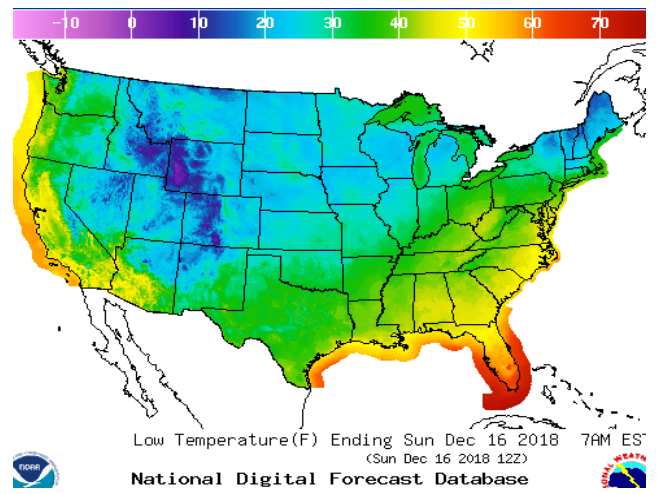 -10 0 10 20 30 40 50 60 70
Low Temperature(F) Ending Sun Dec 16 2018 7AM EST
(Sun Dec 16 2018 12Z)
National Digital Forecast Database
NOAA